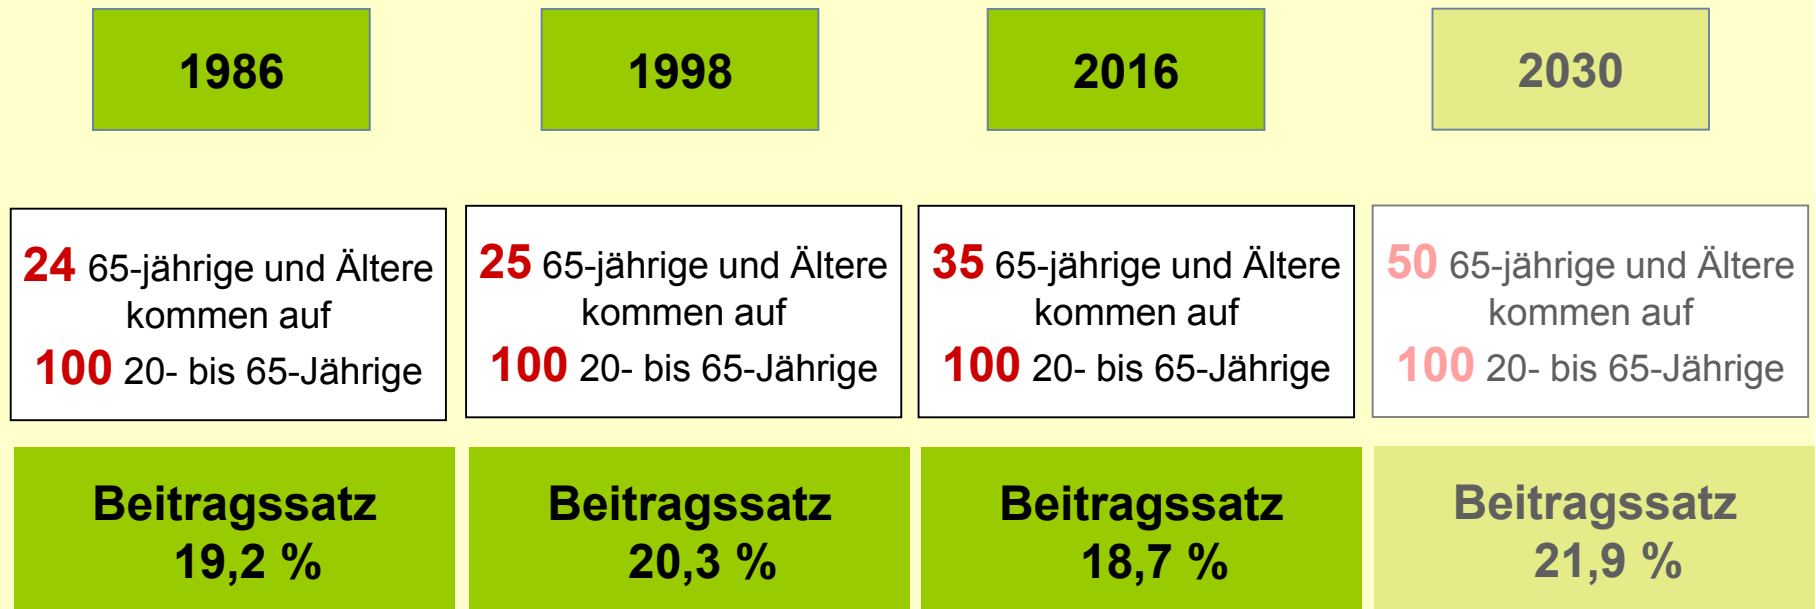 1986
24 65-jährige und Ältere
kommen auf
100 20- bis 65-Jährige
Beitragssatz
19,2 %
1998
25 65-jährige und Ältere
kommen auf
100 20- bis 65-Jährige
Beitragssatz
20,3 %
2016
35 65-jährige und Ältere
kommen auf
100 20- bis 65-Jährige
Beitragssatz
18,7 %
2030
50 65-jährige und Ältere
kommen auf
100 20- bis 65-Jährige
Beitragssatz
21,9 %